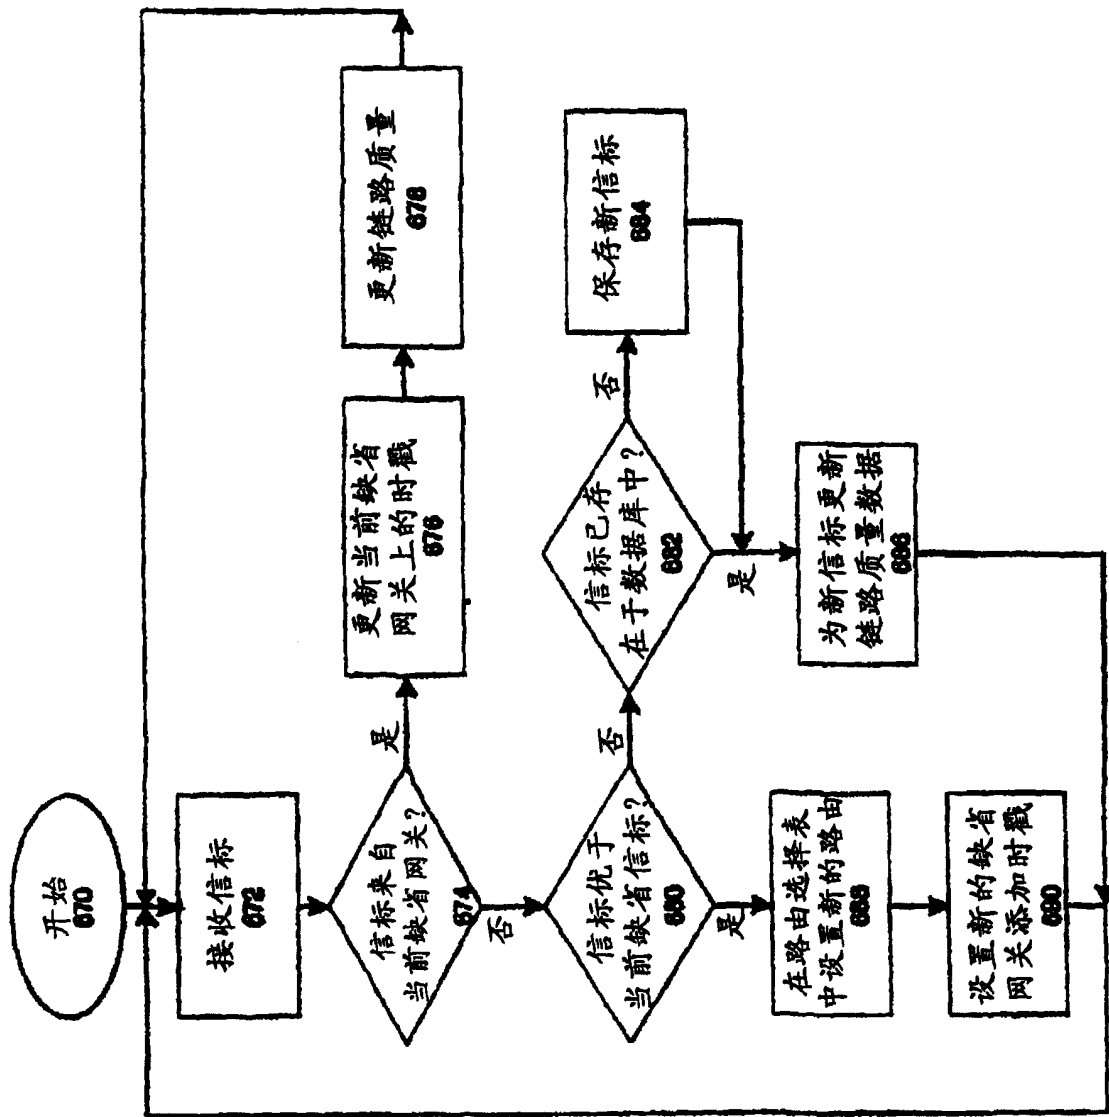 开始
670
接收信标
672
信标来自
当前缺省网关?
674
是
更新当前缺省
网关上的时戳
676
更新链路质量
678
否
信标优于
当前缺省信标?
680
否
信标已存
在于数据库中?
682
否
保存新信标
684
是
为新信标更新
链路质量数据
686
是
在路由选择表
中设置新的路由
688
设置新的缺省
网关添加时戳
690